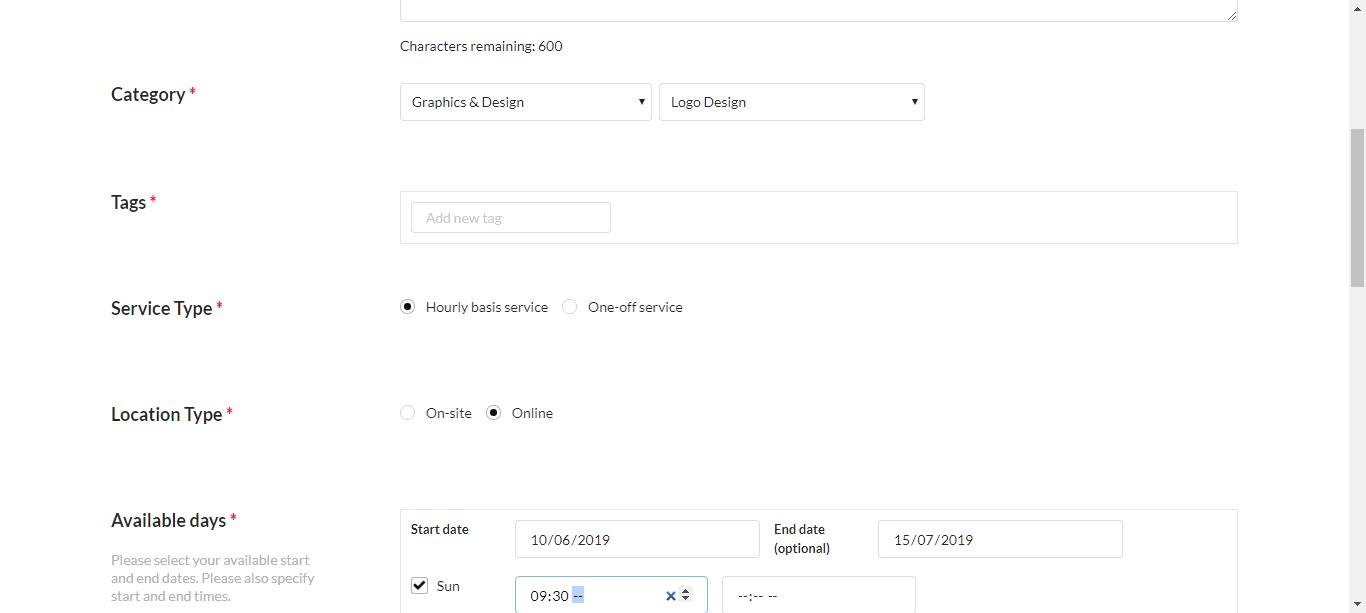 Characters remaining: 600
Category *
Graphics & Design
Logo Design
Tags *
Add new tag
Service Type *
Hourly basis service
One-off service
Location Type *
On-site
Online
Available days *
Please select your available start
and end dates. Please also specify
start and end times.
Start date
10/06/2019
End date
(optional)
15/07/2019
Sun
09:30 --
--:-- --